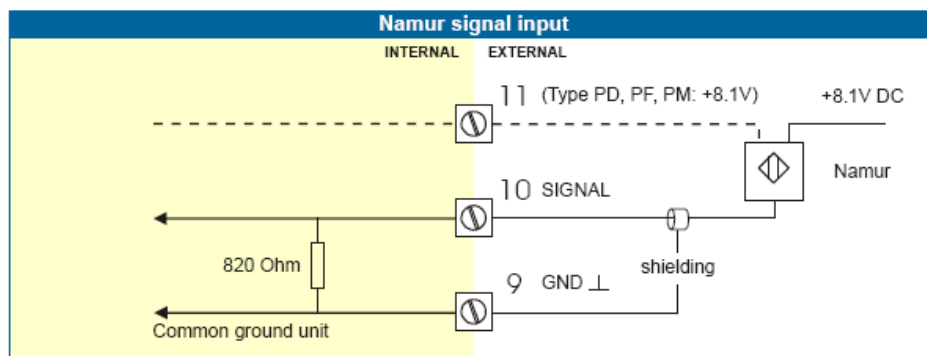 Namur signal input
INTERNAL EXTERNAL
11 (Type PD, PF, PM: +8.1V) +8.1V DC
Namur
10 SIGNAL
820 Ohm
shielding
9 GND ⊥
Common ground unit